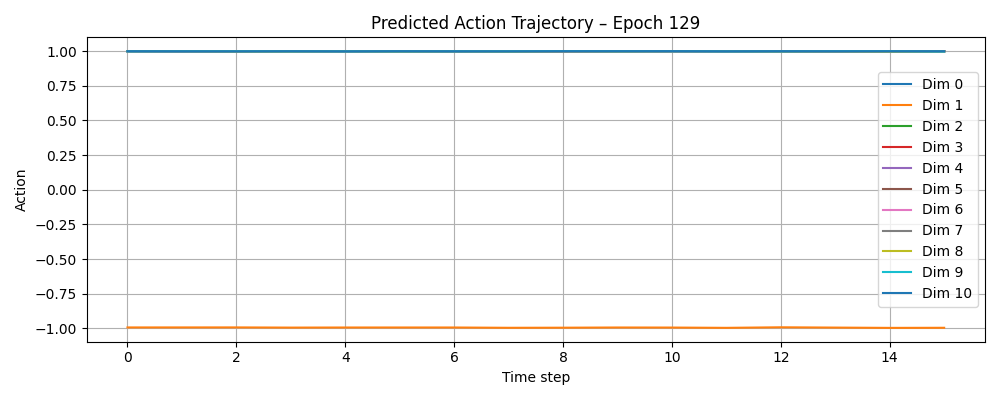 Predicted Action Trajectory – Epoch 129
1.00
0.75
0.50
0.25
0.00
−0.25
−0.50
−0.75
−1.00
Action
Dim 0
Dim 1
Dim 2
Dim 3
Dim 4
Dim 5
Dim 6
Dim 7
Dim 8
Dim 9
Dim 10
0 2 4 6 8 10 12 14
Time step